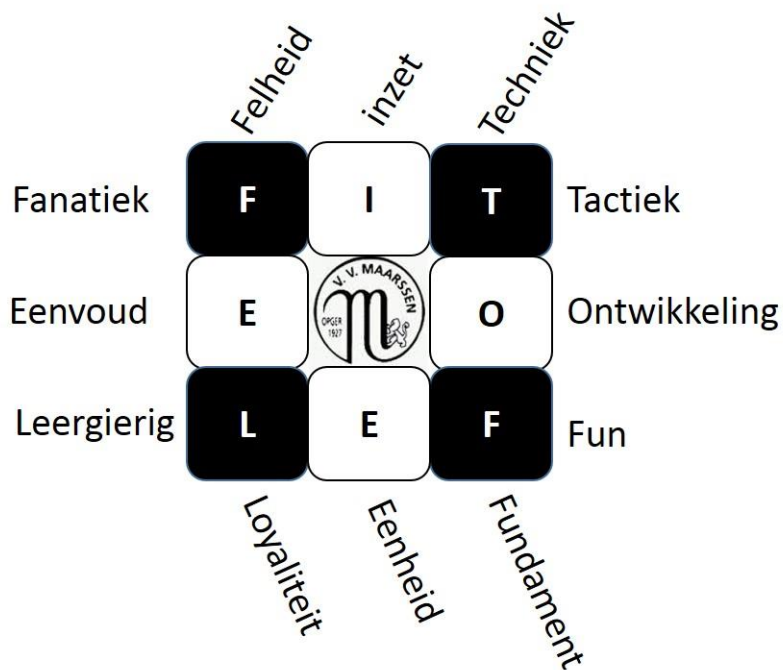 Felheid inzet Techniek
Fanatiek F I T Tactiek
Eenvoud E V. V. MAARSSEN O Ontwikkeling
OPGER
1927
m
Leergierig L E F Fun
Loyaliteit Eenheid Fundament